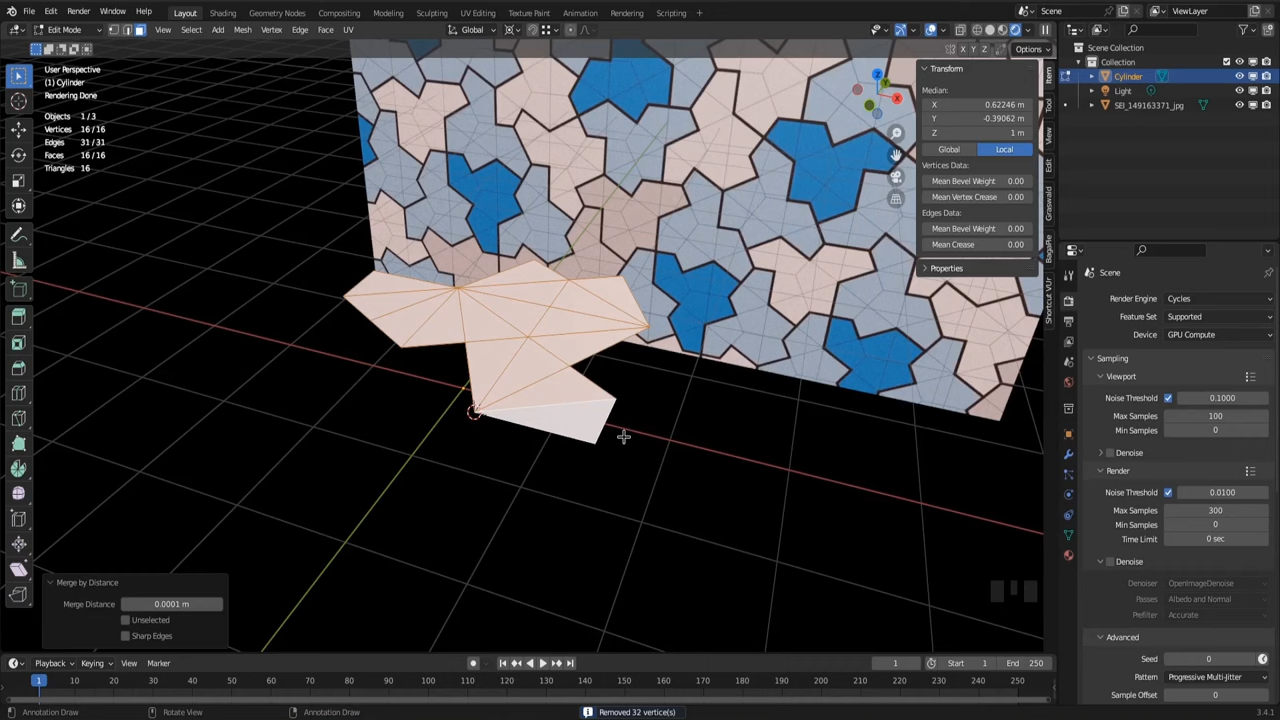 File Edit Render Window Help Layout Shading Geometry Nodes Compositing Modeling Sculpting UV Editing Texture Paint Animation Rendering Scripting Scene ViewLayer
Edit Mode View Select Add Mesh Vertex Edge Face UV Global
X Y Z Options
User Perspective
(1) Cylinder
Rendering Done
Objects 1/3
Vertices 16/16
Edges 31/31
Faces 16/16
Triangles 16
Z
Y
X
Transform
Median:
X 0.62246 m
Y -0.39062 m
Z 1 m
Global Local
Vertices Data:
Mean Bevel Weight 0.00
Mean Vertex Crease 0.00
Edges Data:
Mean Bevel Weight 0.00
Mean Crease 0.00
Properties
Item
Tool
View
Edit
Graswald
BagaPie
Shortcut VUr
Scene Collection
Collection
Cylinder
Light
SEI_149163371_jpg
Scene
Render Engine Cycles
Feature Set Supported
Device GPU Compute
Sampling
Viewport
Noise Threshold 0.1000
Max Samples 100
Min Samples 0
Denoise
Render
Noise Threshold 0.0100
Max Samples 300
Min Samples 0
Time Limit 0 sec
Denoise
Denoiser OpenImageDenoise
Passes Albedo and Normal
Prefilter Accurate
Advanced
Seed 0
Pattern Progressive Multi-Jitter
Sample Offset 0
Merge by Distance
Merge Distance 0.0001 m
Unselected
Sharp Edges
Playback Keying View Marker 1 Start 1 End 250
1 10 20 30 40 50 60 70 80 90 100 110 120 130 140 150 160 170 180 190 200 210 220 230 240 250
Annotation Draw Rotate View Annotation Draw Removed 32 vertice(s) 3.4.1